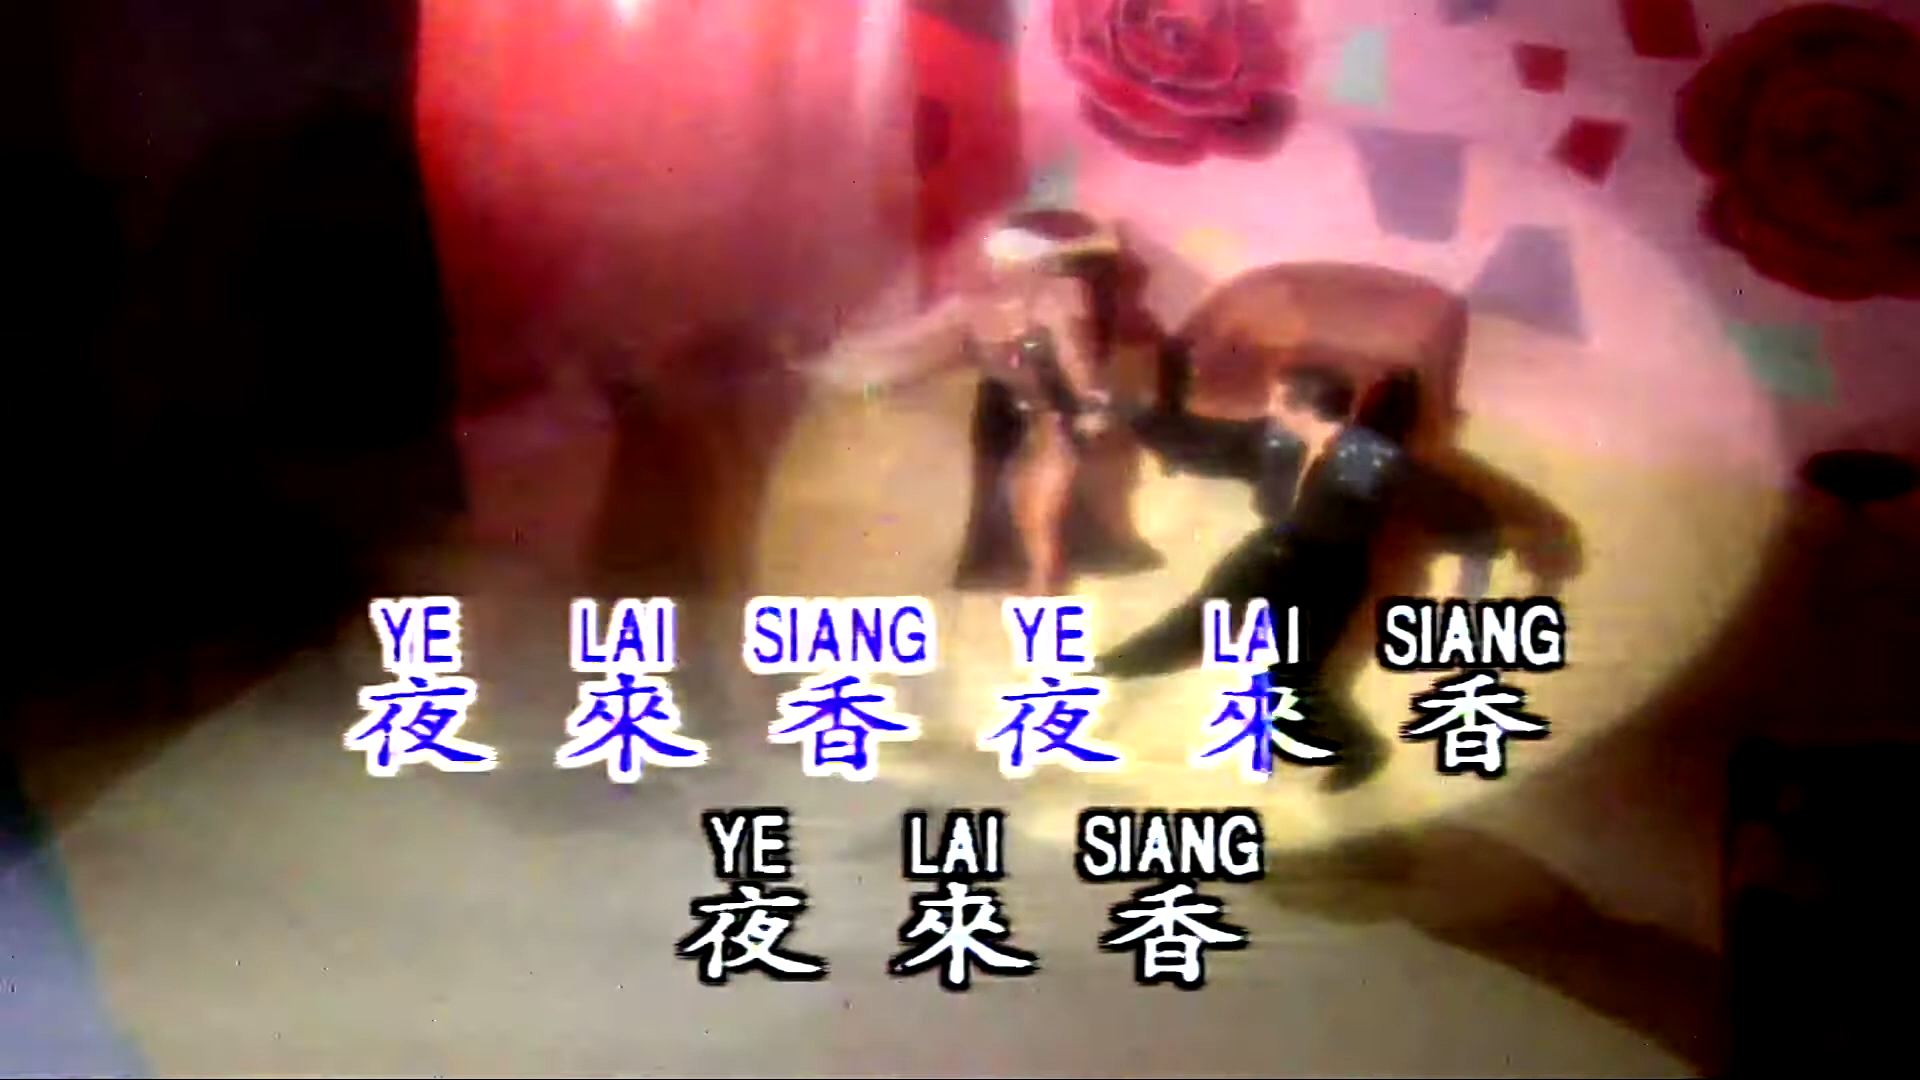 YE LAI SIANG YE LAI SIANG
夜 來 香 夜 來 香
YE LAI SIANG
夜 來 香